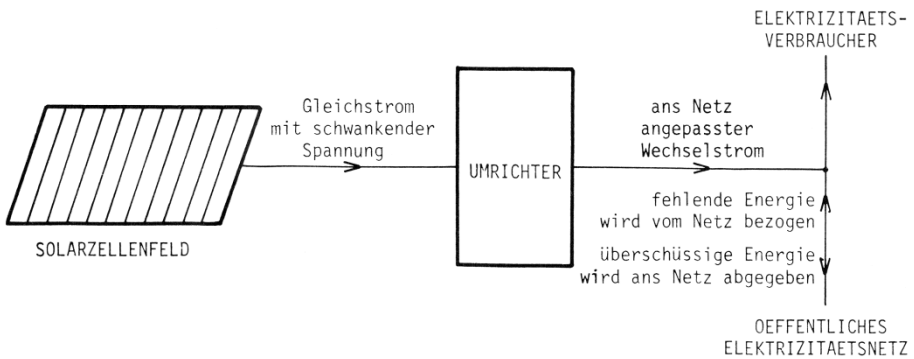 ELEKTRIZITAETS-
VERBRAUCHER
Gleichstrom
mit schwankender
Spannung
ans Netz
angepasster
Wechselstrom
UMRICHTER
fehlende Energie
wird vom Netz bezogen
SOLARZELLENFELD
überschüssige Energie
wird ans Netz abgegeben
OEFFENTLICHES
ELEKTRIZITAETSNETZ